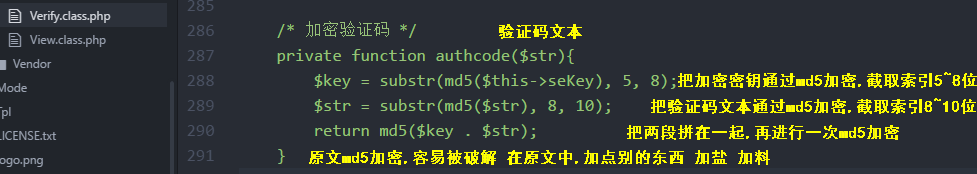 285
Verify.class.php
286 /* 加密验证码 */ 验证码文本
View.class.php
287 private function authcode($str){
Vendor
288 $key = substr(md5($this->seKey), 5, 8);把加密密钥通过md5加密,截取索引5~8位
Mode
289 $str = substr(md5($str), 8, 10); 把验证码文本通过md5加密,截取索引8~10位
Tpl
290 return md5($key . $str); 把两段拼在一起,再进行一次md5加密
ICENSE.txt
291 } 原文md5加密,容易被破解 在原文中,加点别的东西 加盐 加料
ogo.png